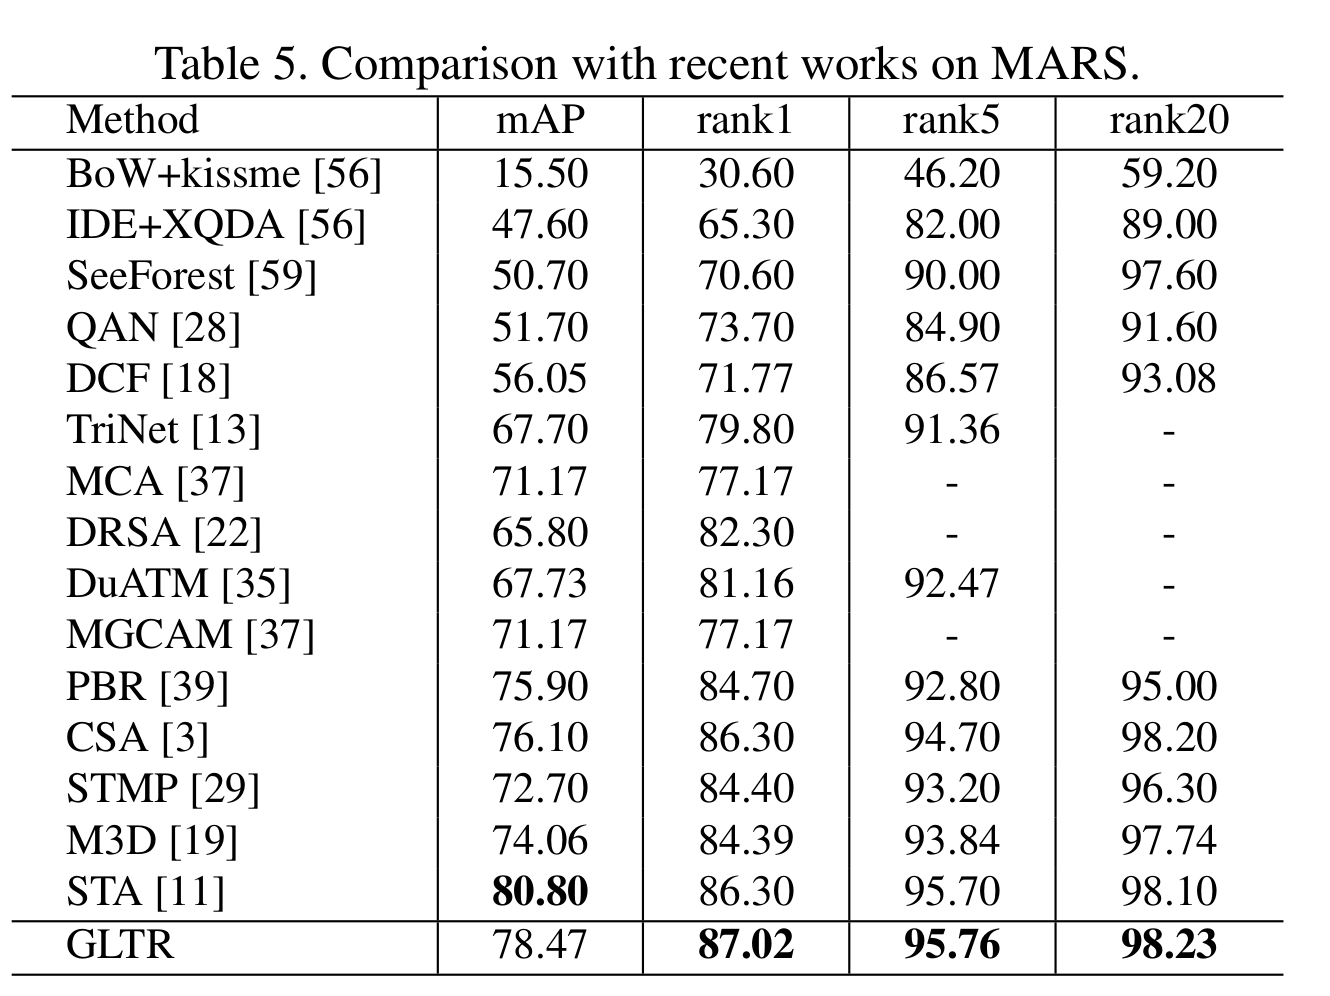 Table 5. Comparison with recent works on MARS.
Method mAP rank1 rank5 rank20
BoW+kissme [56] 15.50 30.60 46.20 59.20
IDE+XQDA [56] 47.60 65.30 82.00 89.00
SeeForest [59] 50.70 70.60 90.00 97.60
QAN [28] 51.70 73.70 84.90 91.60
DCF [18] 56.05 71.77 86.57 93.08
TriNet [13] 67.70 79.80 91.36 -
MCA [37] 71.17 77.17 - -
DRSA [22] 65.80 82.30 - -
DuATM [35] 67.73 81.16 92.47 -
MGCAM [37] 71.17 77.17 - -
PBR [39] 75.90 84.70 92.80 95.00
CSA [3] 76.10 86.30 94.70 98.20
STMP [29] 72.70 84.40 93.20 96.30
M3D [19] 74.06 84.39 93.84 97.74
STA [11] 80.80 86.30 95.70 98.10
GLTR 78.47 87.02 95.76 98.23